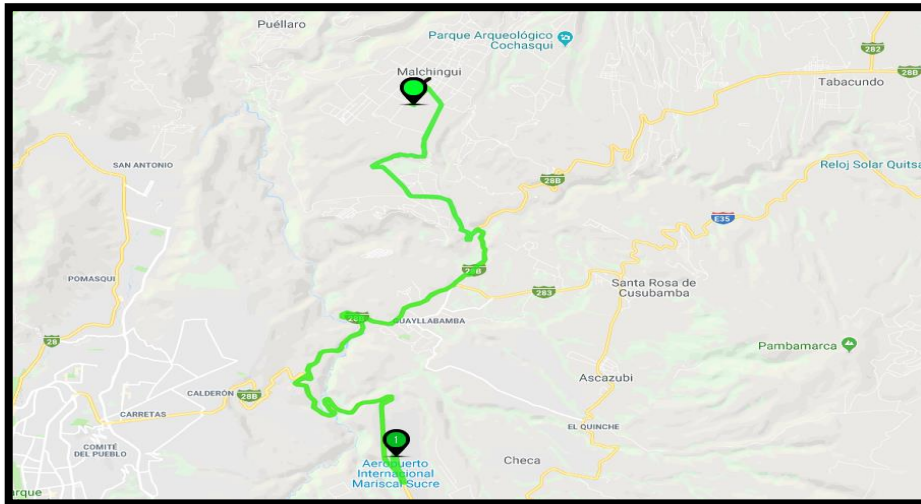 Puéllaro
Parque Arqueológico
Cochasqui
282
28B
Malchingui
Tabacundo
SAN ANTONIO
Reloj Solar Quitsa
28B
E35
POMASQUI
28B
Santa Rosa de
Cusubamba
283
28B
GUAYLLABAMBA
28
Pambamarca
Ascazubi
CALDERÓN
28B
CARRETAS
EL QUINCHE
COMITÉ
DEL PUEBLO
1
Checa
Aeropuerto
Internacional
Mariscal Sucre
arque